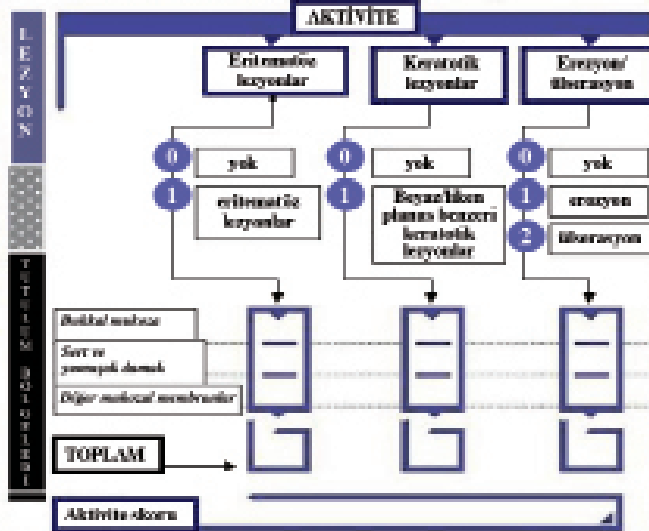 AKTİVİTE
LEZYON
Eritematöz
lezyonlar
Keratotik
lezyonlar
Erezyon/
ülserasyon
0
yok
1
eritematöz
lezyonlar
0
yok
1
Beyaz/liken
planus benzeri
keratotik
lezyonlar
0
yok
1
erozyon
2
ülserasyon
TUTULUM BÖLGELERİ
Bukkal mukoza
Sert ve
yumuşak damak
Diğer mukozal membranlar
TOPLAM
Aktivite skoru